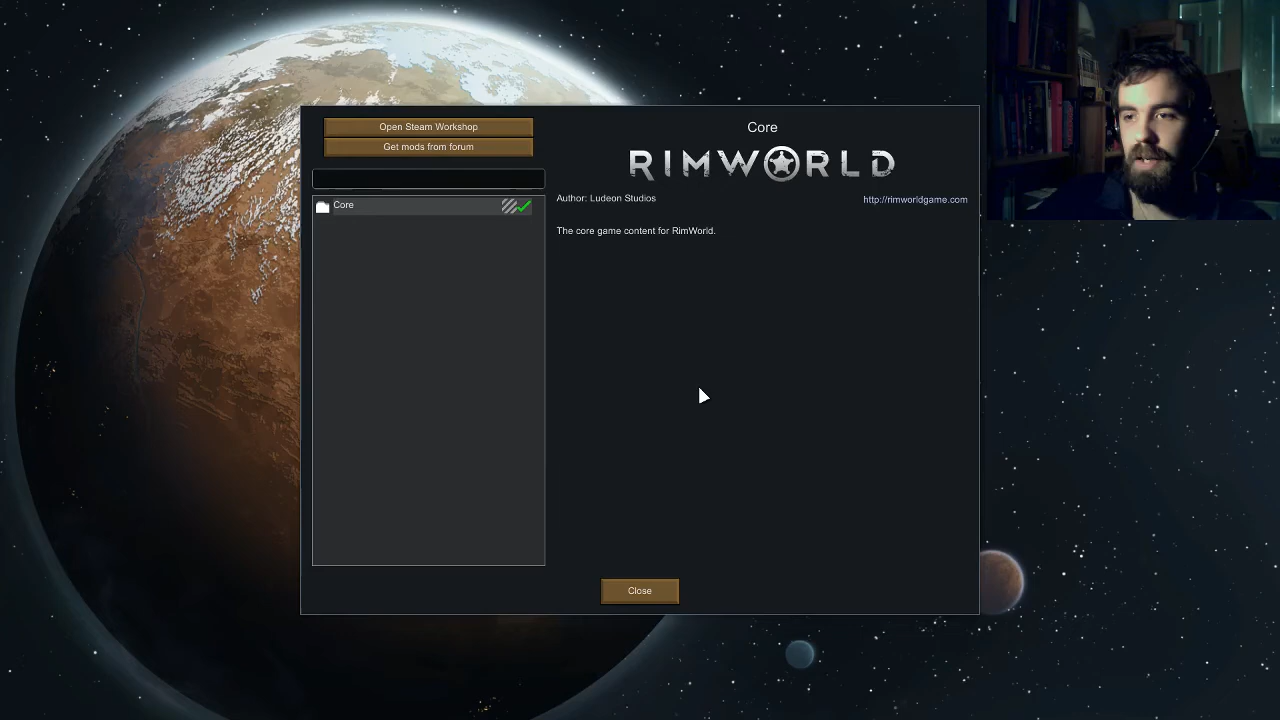 Open Steam Workshop
Get mods from forum
Core
Core
RIMWORLD
Author: Ludeon Studios
http://rimworldgame.com
The core game content for RimWorld.
Close